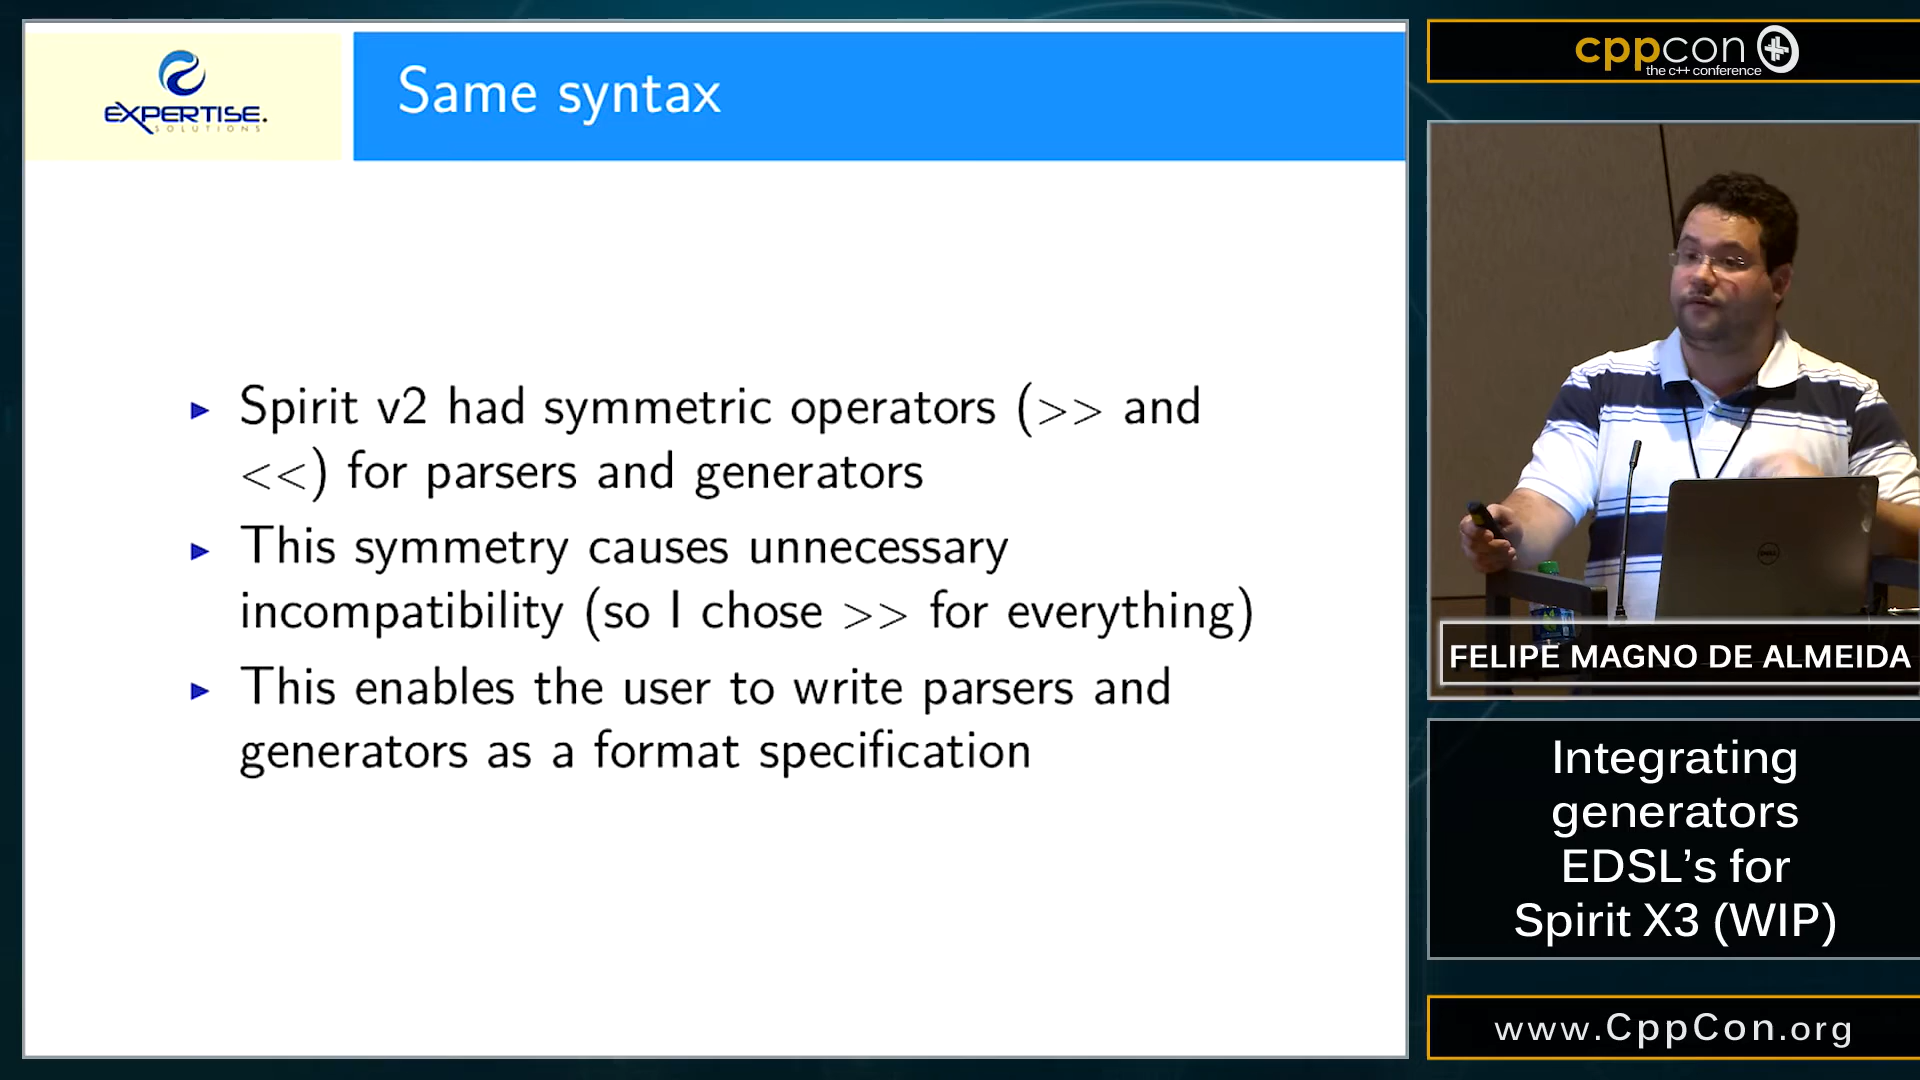 EXPERTISE.
SOLUTIONS
Same syntax
▶ Spirit v2 had symmetric operators (>> and
<<) for parsers and generators
▶ This symmetry causes unnecessary
incompatibility (so I chose >> for everything)
▶ This enables the user to write parsers and
generators as a format specification
cppcon
the c++ conference
DELL
FELIPE MAGNO DE ALMEIDA
Integrating
generators
EDSL’s for
Spirit X3 (WIP)
www.CppCon.org